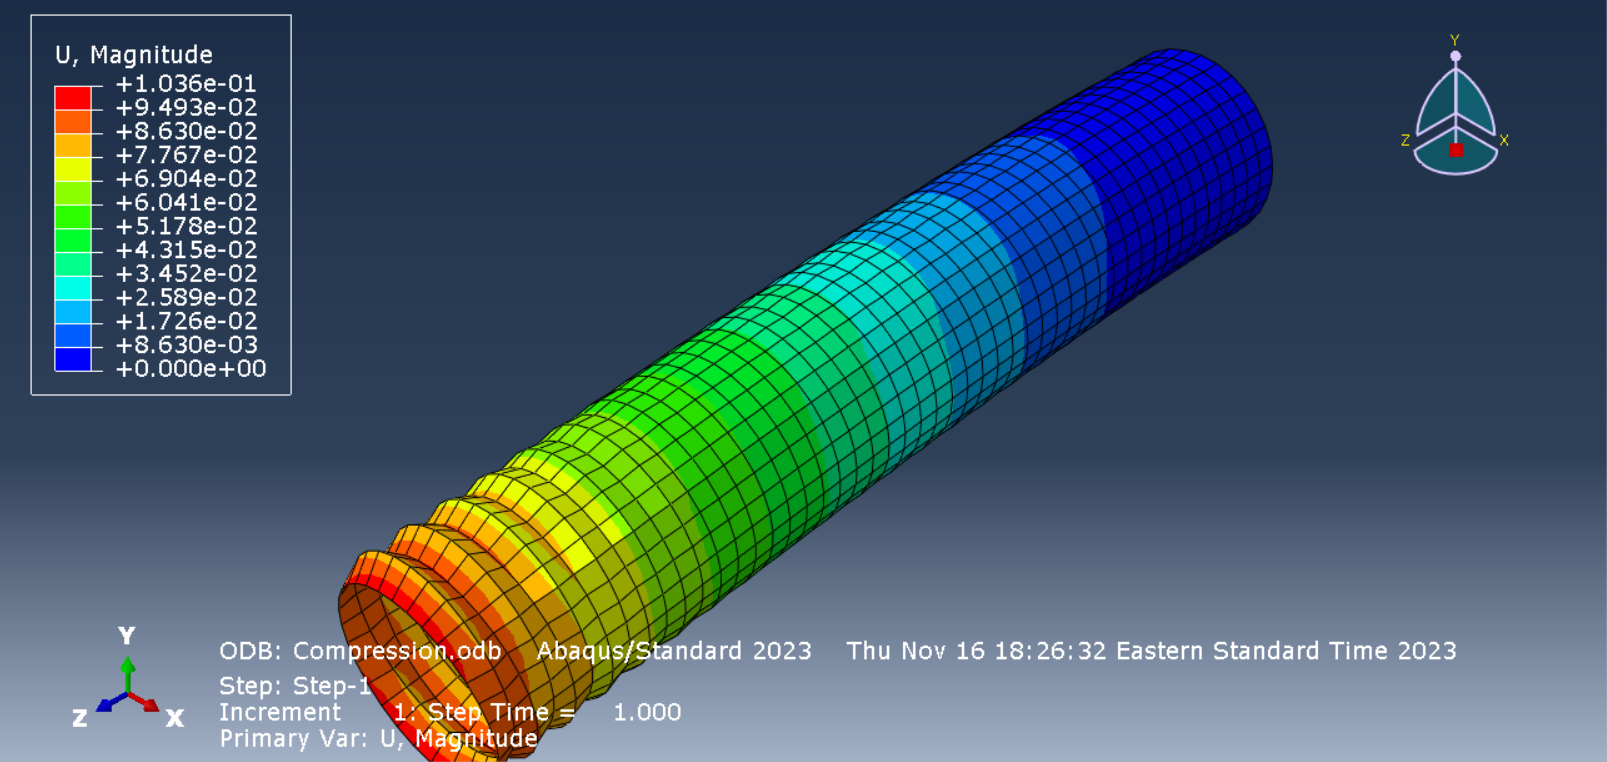 U, Magnitude
+1.036e-01
+9.493e-02
+8.630e-02
+7.767e-02
+6.904e-02
+6.041e-02
+5.178e-02
+4.315e-02
+3.452e-02
+2.589e-02
+1.726e-02
+8.630e-03
+0.000e+00
Y
Z
X
Y
Z
X
ODB: Compression.odb Abaqus/Standard 2023 Thu Nov 16 18:26:32 Eastern Standard Time 2023
Step: Step-1
Increment 1: Step Time = 1.000
Primary Var: U, Magnitude